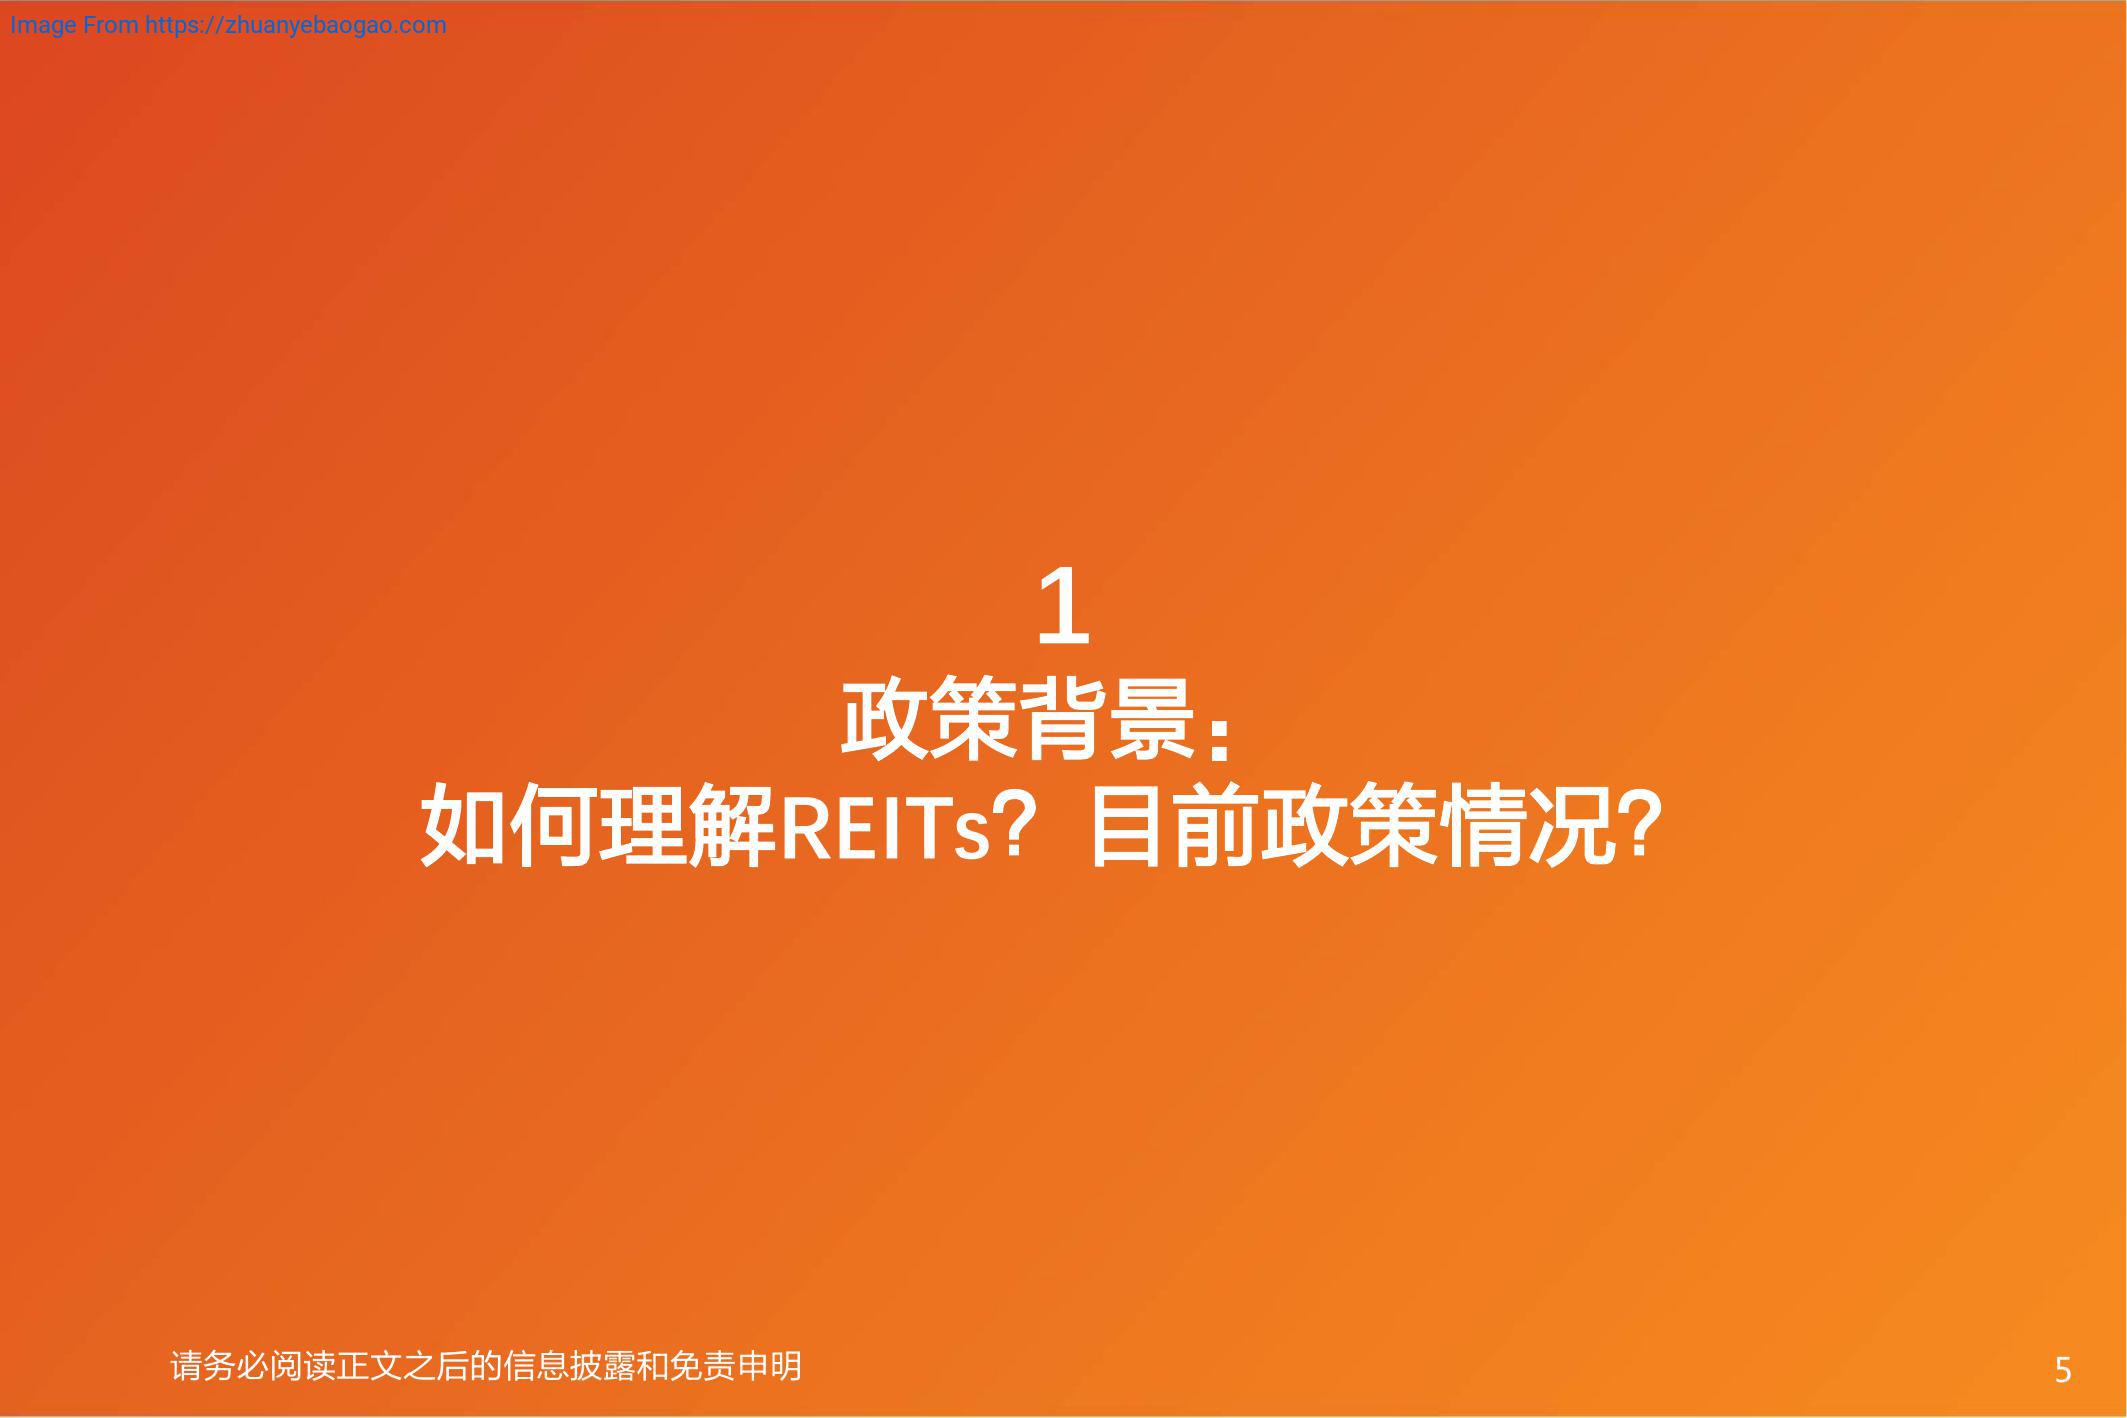 Image From https://zhuanyebaogao.com
1
政策背景：
如何理解REITs？目前政策情况？
请务必阅读正文之后的信息披露和免责申明
5